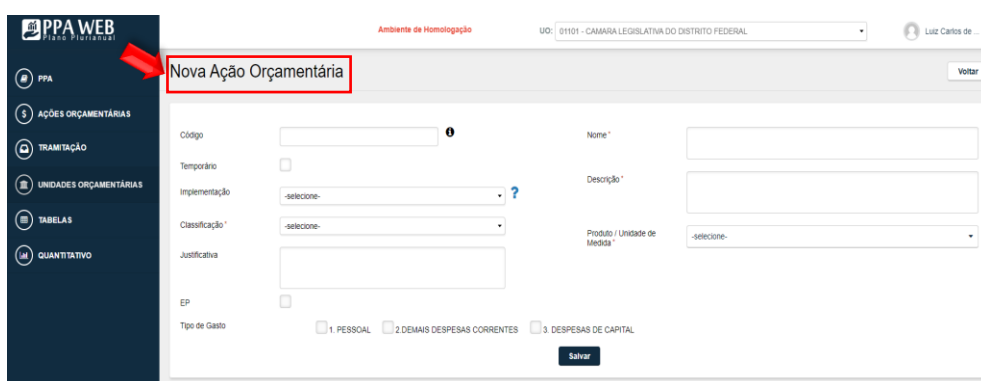 PPA WEB
Plano Plurianual
Ambiente de Homologação
UO: 01101 - CAMARA LEGISLATIVA DO DISTRITO FEDERAL
Luiz Carlos de ...
Nova Ação Orçamentária
Voltar
PPA
AÇÕES ORÇAMENTÁRIAS
TRAMITAÇÃO
UNIDADES ORÇAMENTÁRIAS
TABELAS
QUANTITATIVO
Código
Temporário
Implementação -selecione- ?
Classificação * -selecione-
Justificativa
EP
Nome *
Descrição *
Produto / Unidade de
Medida * -selecione-
Tipo de Gasto 1. PESSOAL 2.DEMAIS DESPESAS CORRENTES 3. DESPESAS DE CAPITAL
Salvar